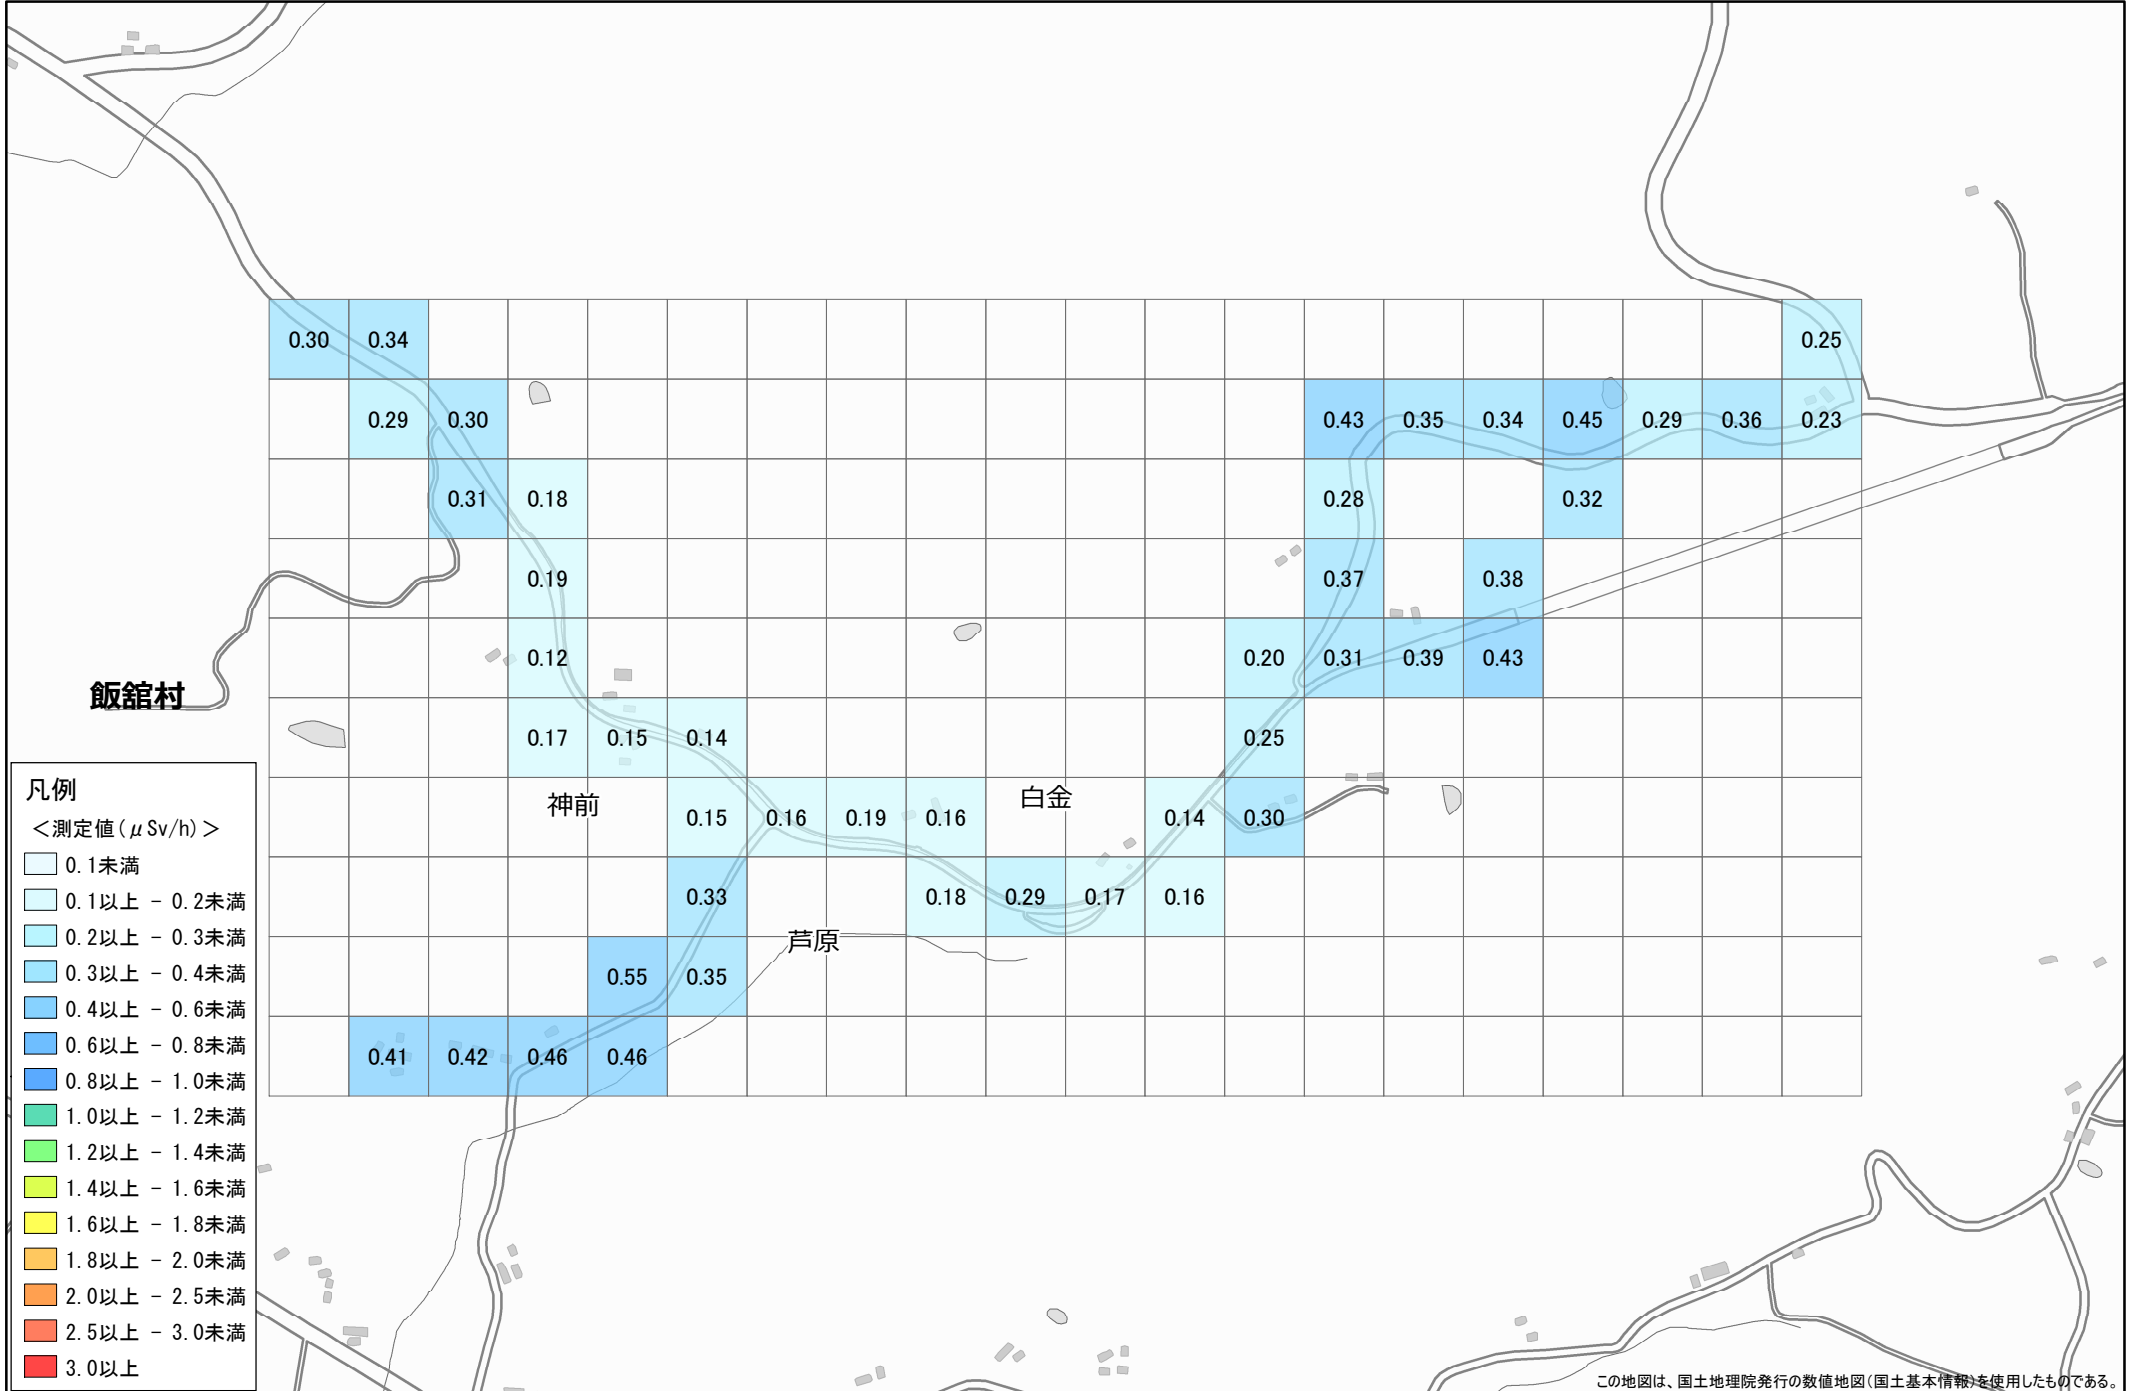 0.30 0.34 0.25
0.29 0.30 0.43 0.35 0.34 0.45 0.29 0.36 0.23
0.31 0.18 0.28 0.32
0.19 0.37 0.38
0.12 0.20 0.31 0.39 0.43
飯舘村
0.17 0.15 0.14 0.25
神前
白金
0.15 0.16 0.19 0.16 0.14 0.30
0.33 0.18 0.29 0.17 0.16
芦原
0.55 0.35
0.41 0.42 0.46 0.46
凡例
＜測定値（μSv/h）＞
0.1未満
0.1以上 － 0.2未満
0.2以上 － 0.3未満
0.3以上 － 0.4未満
0.4以上 － 0.6未満
0.6以上 － 0.8未満
0.8以上 － 1.0未満
1.0以上 － 1.2未満
1.2以上 － 1.4未満
1.4以上 － 1.6未満
1.6以上 － 1.8未満
1.8以上 － 2.0未満
2.0以上 － 2.5未満
2.5以上 － 3.0未満
3.0以上
この地図は、国土地理院発行の数値地図（国土基本情報）を使用したものである。